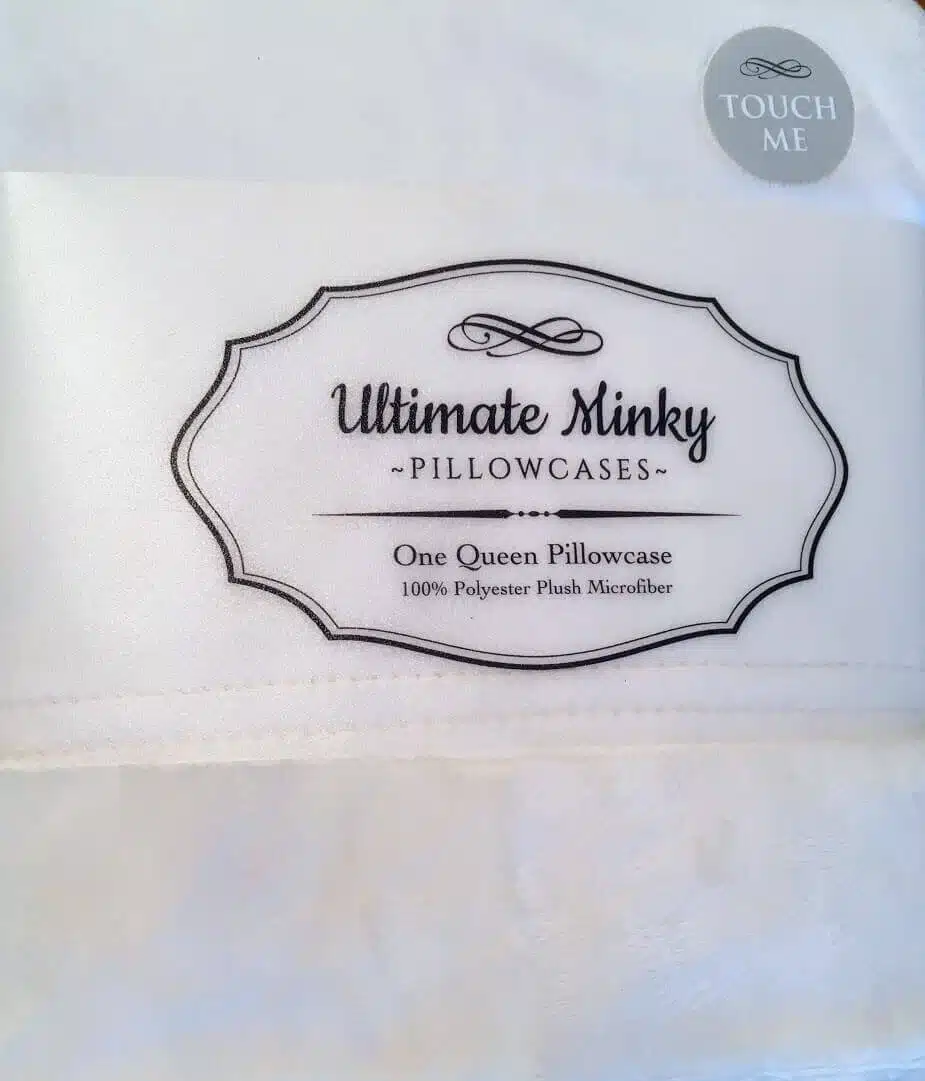 TOUCH
ME
Ultimate Minky
~PILLOWCASES~
One Queen Pillowcase
100% Polyester Plush Microfiber